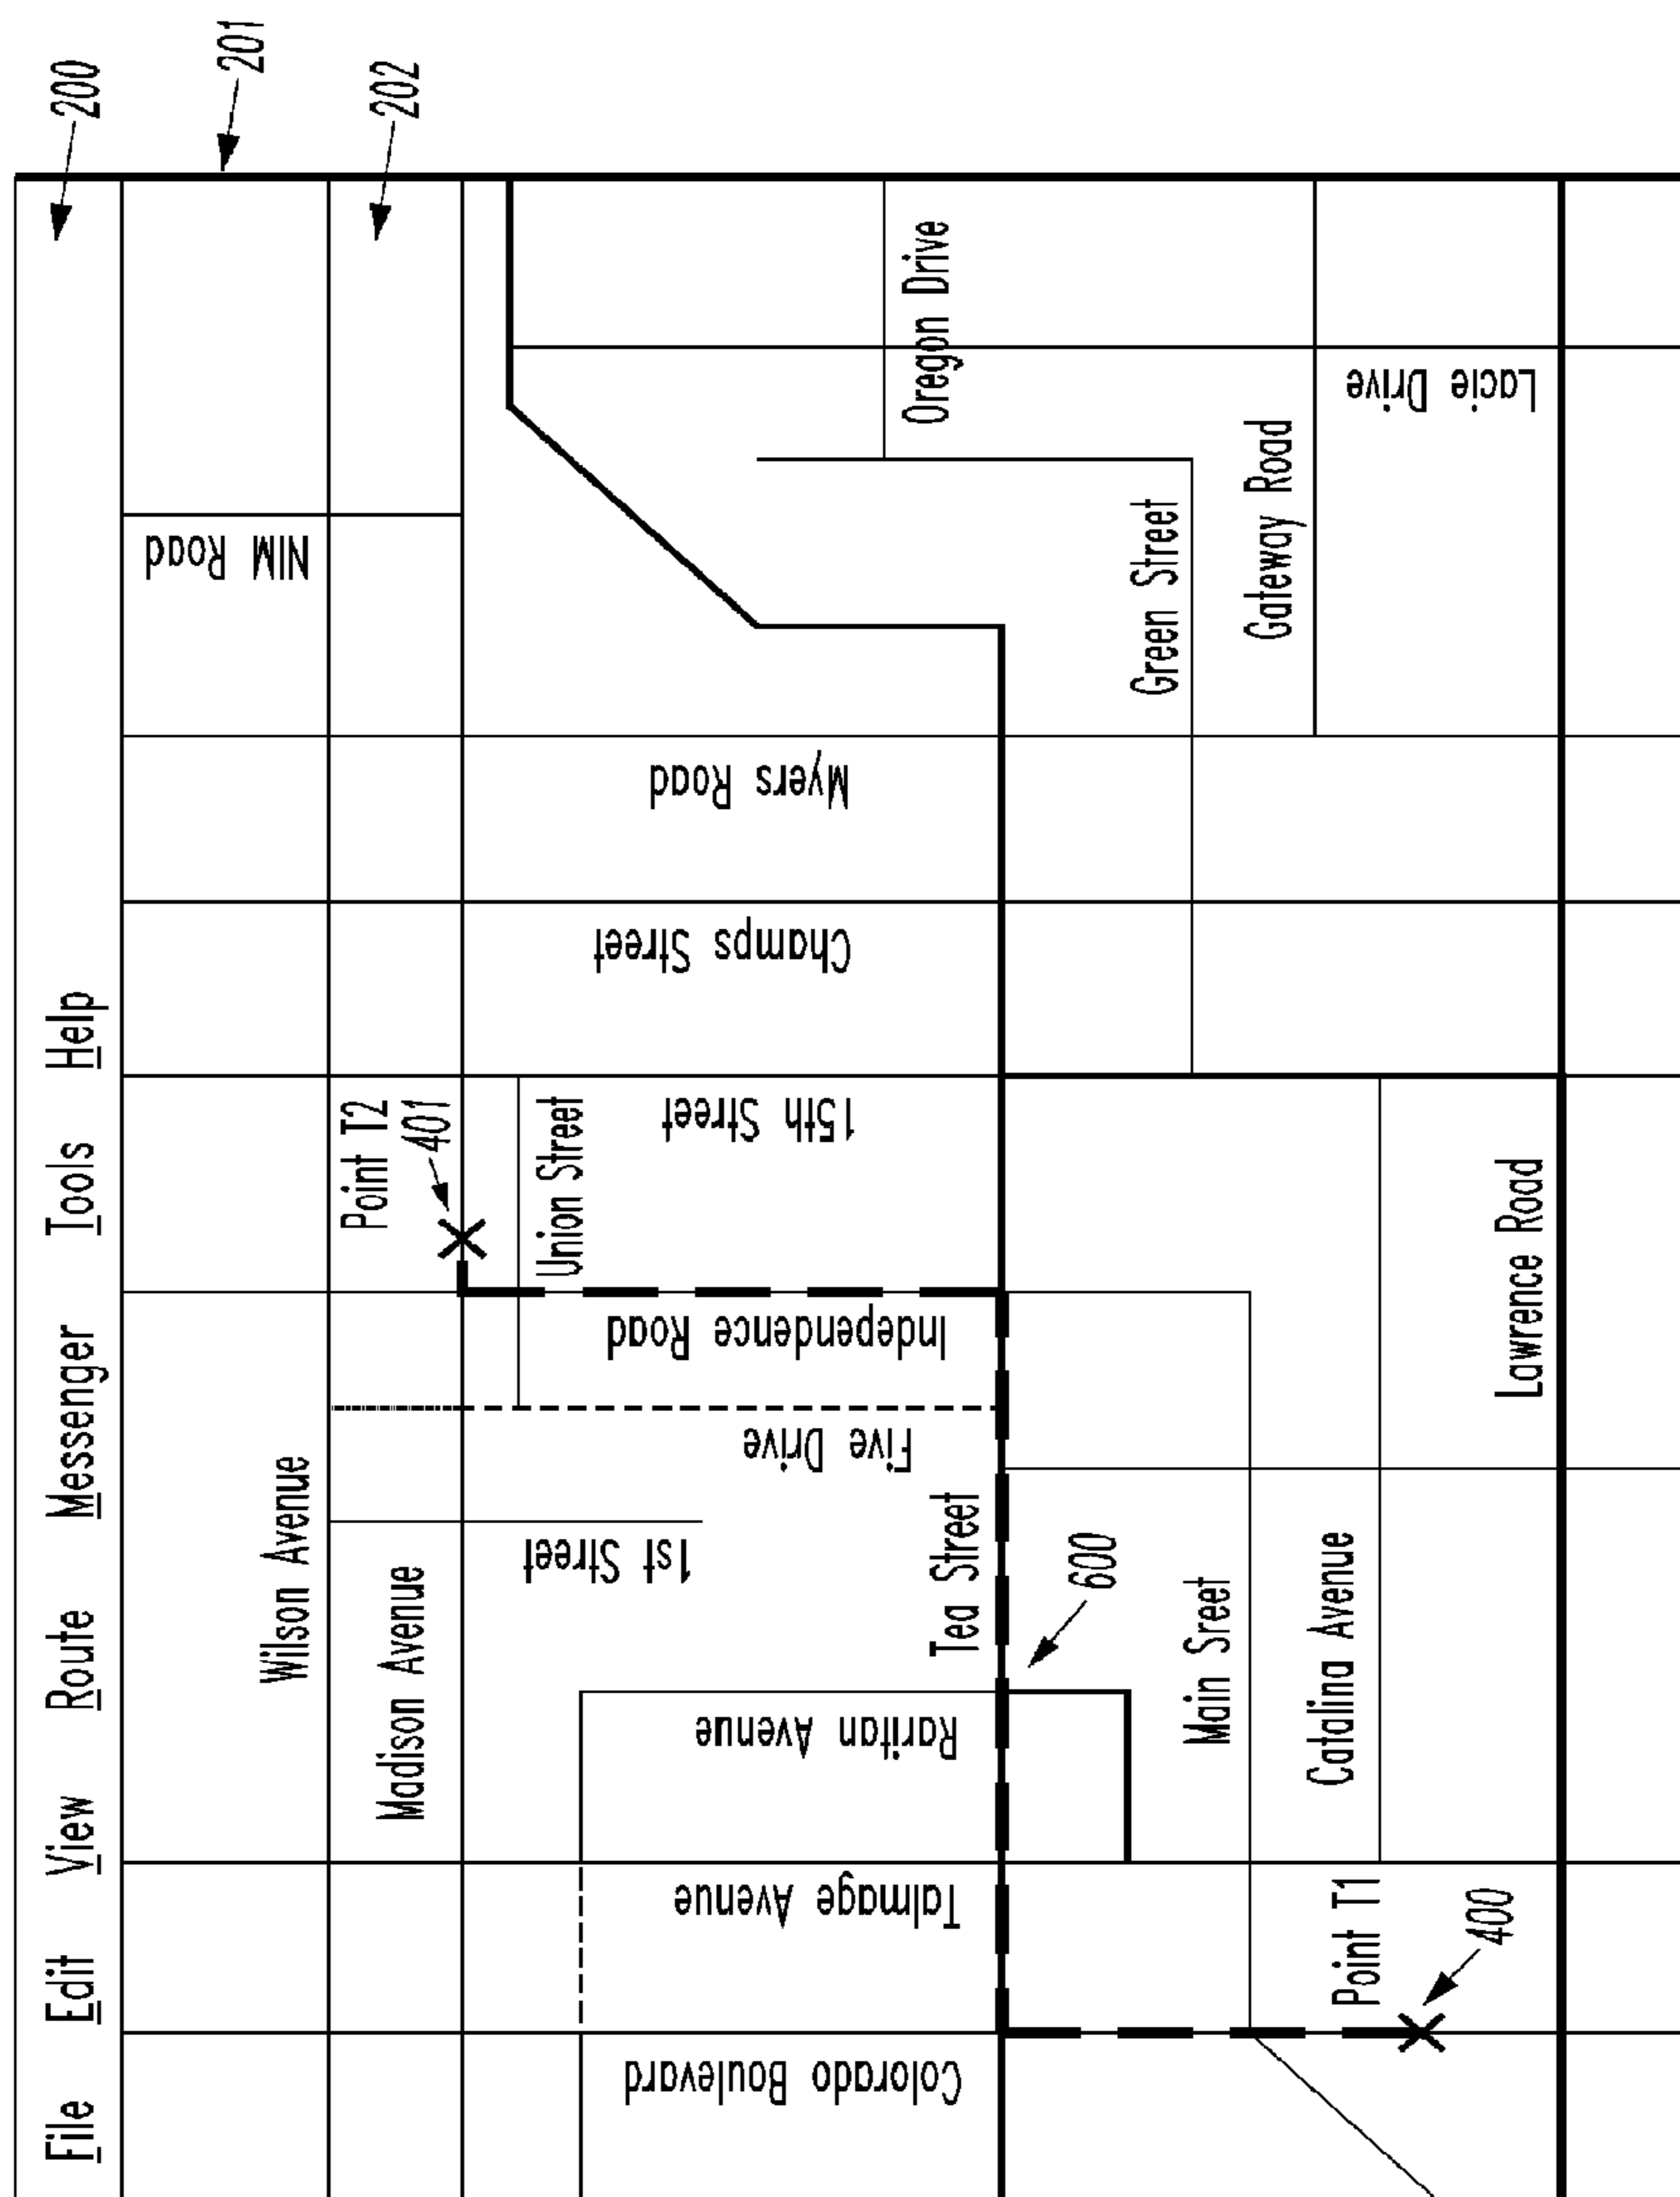 File Edit View Route Messenger Tools Help
200
201
202
Wilson Avenue
NIM Road
Madison Avenue
Point T2
401
Union Street
1st Street
Five Drive
Independence Road
15th Street
Champs Street
Myers Road
Oregon Drive
Colorado Boulevard
Talmage Avenue
Raritan Avenue
Tea Street
600
Green Street
Main Sreet
Gateway Road
Catalina Avenue
Lacie Drive
Point T1
400
Lawrence Road